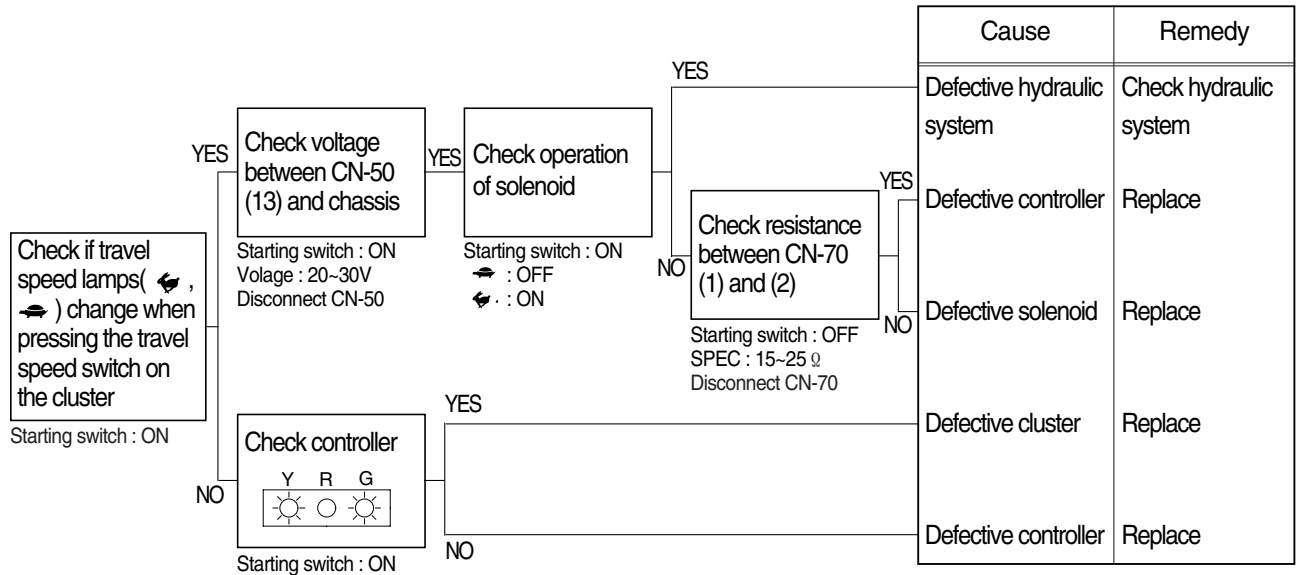 Cause
Remedy
YES
Defective hydraulic
system
Check hydraulic
system
YES
Check voltage
between CN-50
(13) and chassis
Starting switch : ON
Volage : 20~30V
Disconnect CN-50
YES
Check operation
of solenoid
Starting switch : ON
: OFF
: ON
NO
Check resistance
between CN-70
(1) and (2)
Starting switch : OFF
SPEC : 15~25 Ω
Disconnect CN-70
YES
Defective controller
Replace
NO
Defective solenoid
Replace
Check if travel
speed lamps( ,
) change when
pressing the travel
speed switch on
the cluster
Starting switch : ON
NO
Check controller
Y R G
Starting switch : ON
YES
Defective cluster
Replace
NO
Defective controller
Replace